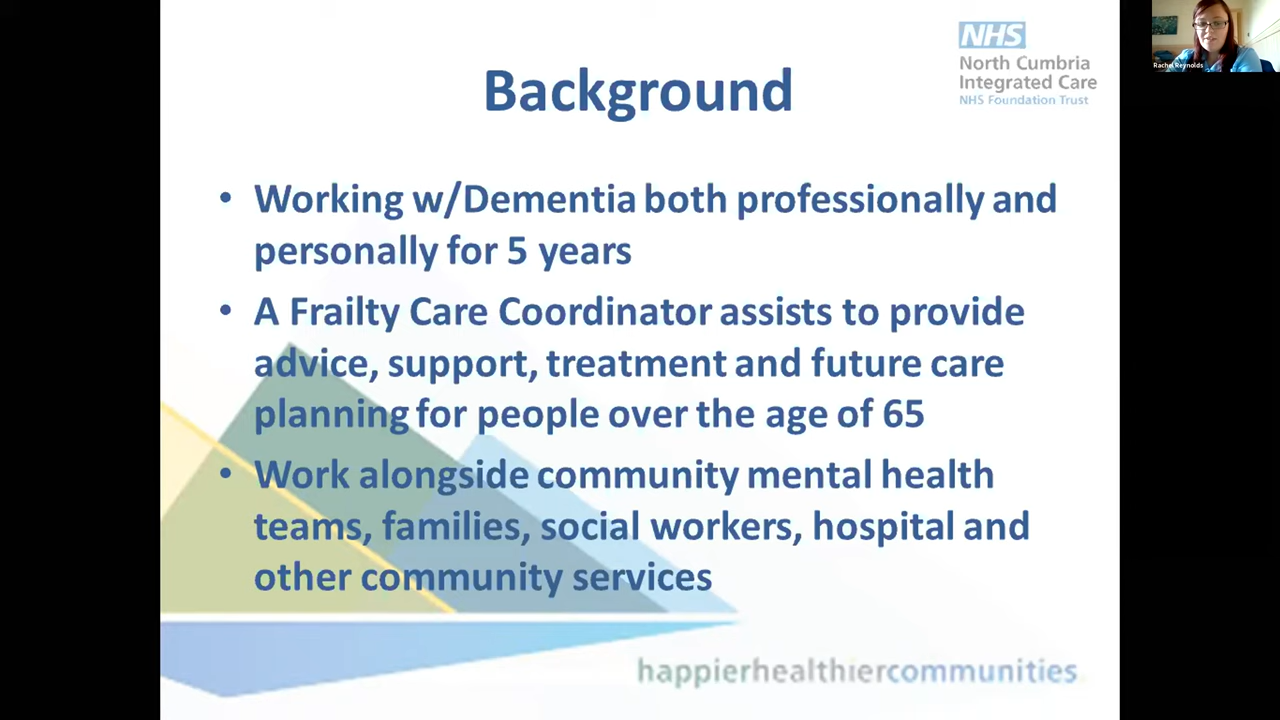 Background
NHS
North Cumbria
Integrated Care
NHS Foundation Trust
Rachel Reynolds
• Working w/Dementia both professionally and
personally for 5 years
• A Frailty Care Coordinator assists to provide
advice, support, treatment and future care
planning for people over the age of 65
• Work alongside community mental health
teams, families, social workers, hospital and
other community services
happierhealthiercommunities